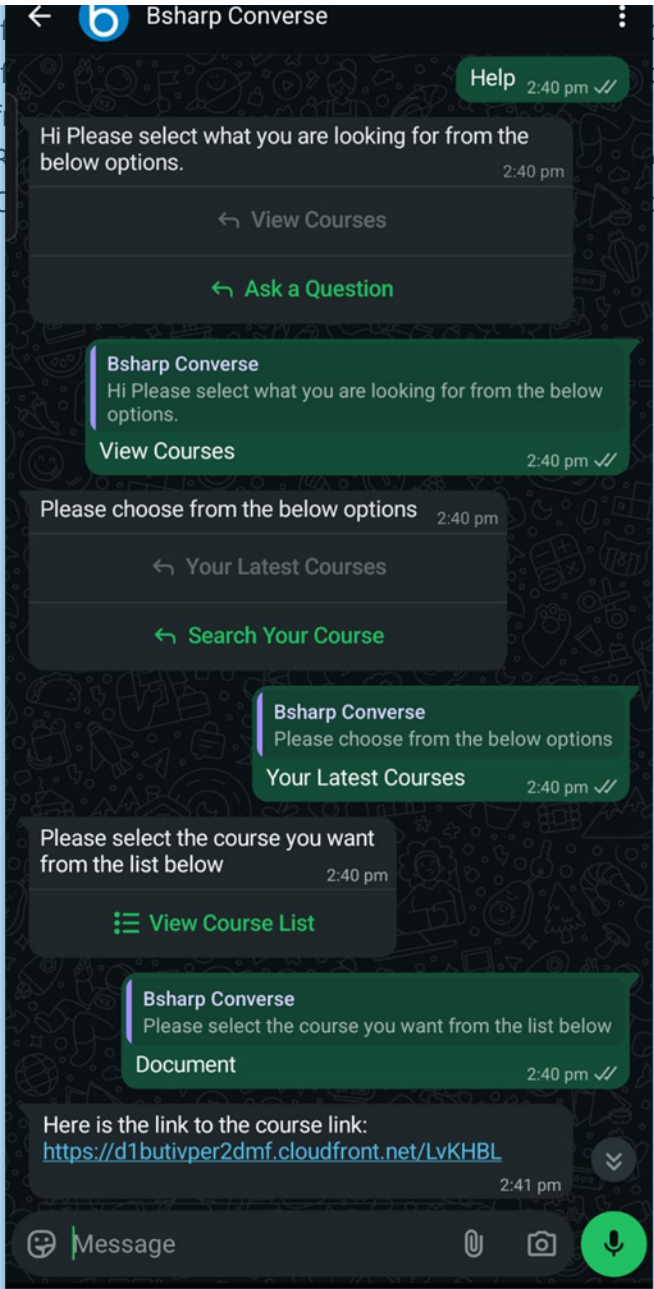 Bsharp Converse
Help 2:40 pm
Hi Please select what you are looking for from the
below options.
2:40 pm
View Courses
Ask a Question
Bsharp Converse
Hi Please select what you are looking for from the below
options.
View Courses
2:40 pm
Please choose from the below options 2:40 pm
Your Latest Courses
Search Your Course
Bsharp Converse
Please choose from the below options
Your Latest Courses
2:40 pm
Please select the course you want
from the list below
2:40 pm
View Course List
Bsharp Converse
Please select the course you want from the list below
Document
2:40 pm
Here is the link to the course link:
https://d1butivper2dmf.cloudfront.net/LvKHBL
2:41 pm
Message